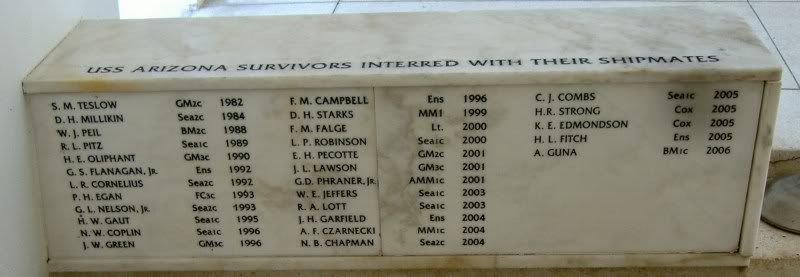 USS ARIZONA SURVIVORS INTERRED WITH THEIR SHIPMATES
S. M. TESLOW GM2c 1982
D. H. MILLIKIN Sea2c 1984
W. J. PEIL BM2c 1988
R. L. PITZ Sea1c 1989
H. E. OLIPHANT GM3c 1990
G. S. FLANAGAN, JR. Ens 1992
L. R. CORNELIUS Sea2c 1992
P. H. EGAN FC3c 1993
G. L. NELSON, JR. Sea2c 1993
H. W. GAUT Sea1c 1995
N. W. COPLIN Sea1c 1996
J. W. GREEN GM3c 1996
F. M. CAMPBELL Ens 1996
D. H. STARKS MM1 1999
F. M. FALGE Lt. 2000
L. P. ROBINSON Sea1c 2000
E. H. PECOTTE GM2c 2001
J. L. LAWSON GM3c 2001
G.D. PHRANER, JR. AMM1c 2001
W. E. JEFFERS Sea1c 2003
R. A. LOTT Sea1c 2003
J. H. GARFIELD Ens 2004
A. F. CZARNECKI MM1c 2004
N. B. CHAPMAN Sea2c 2004
C. J. COMBS Sea1c 2005
H.R. STRONG Cox 2005
K. E. EDMONDSON Cox 2005
H. L. FITCH Ens 2005
A. GUNA BM1c 2006